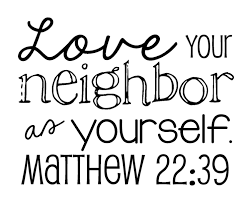 Love your
neighbor
as yourself.
Matthew 22:39